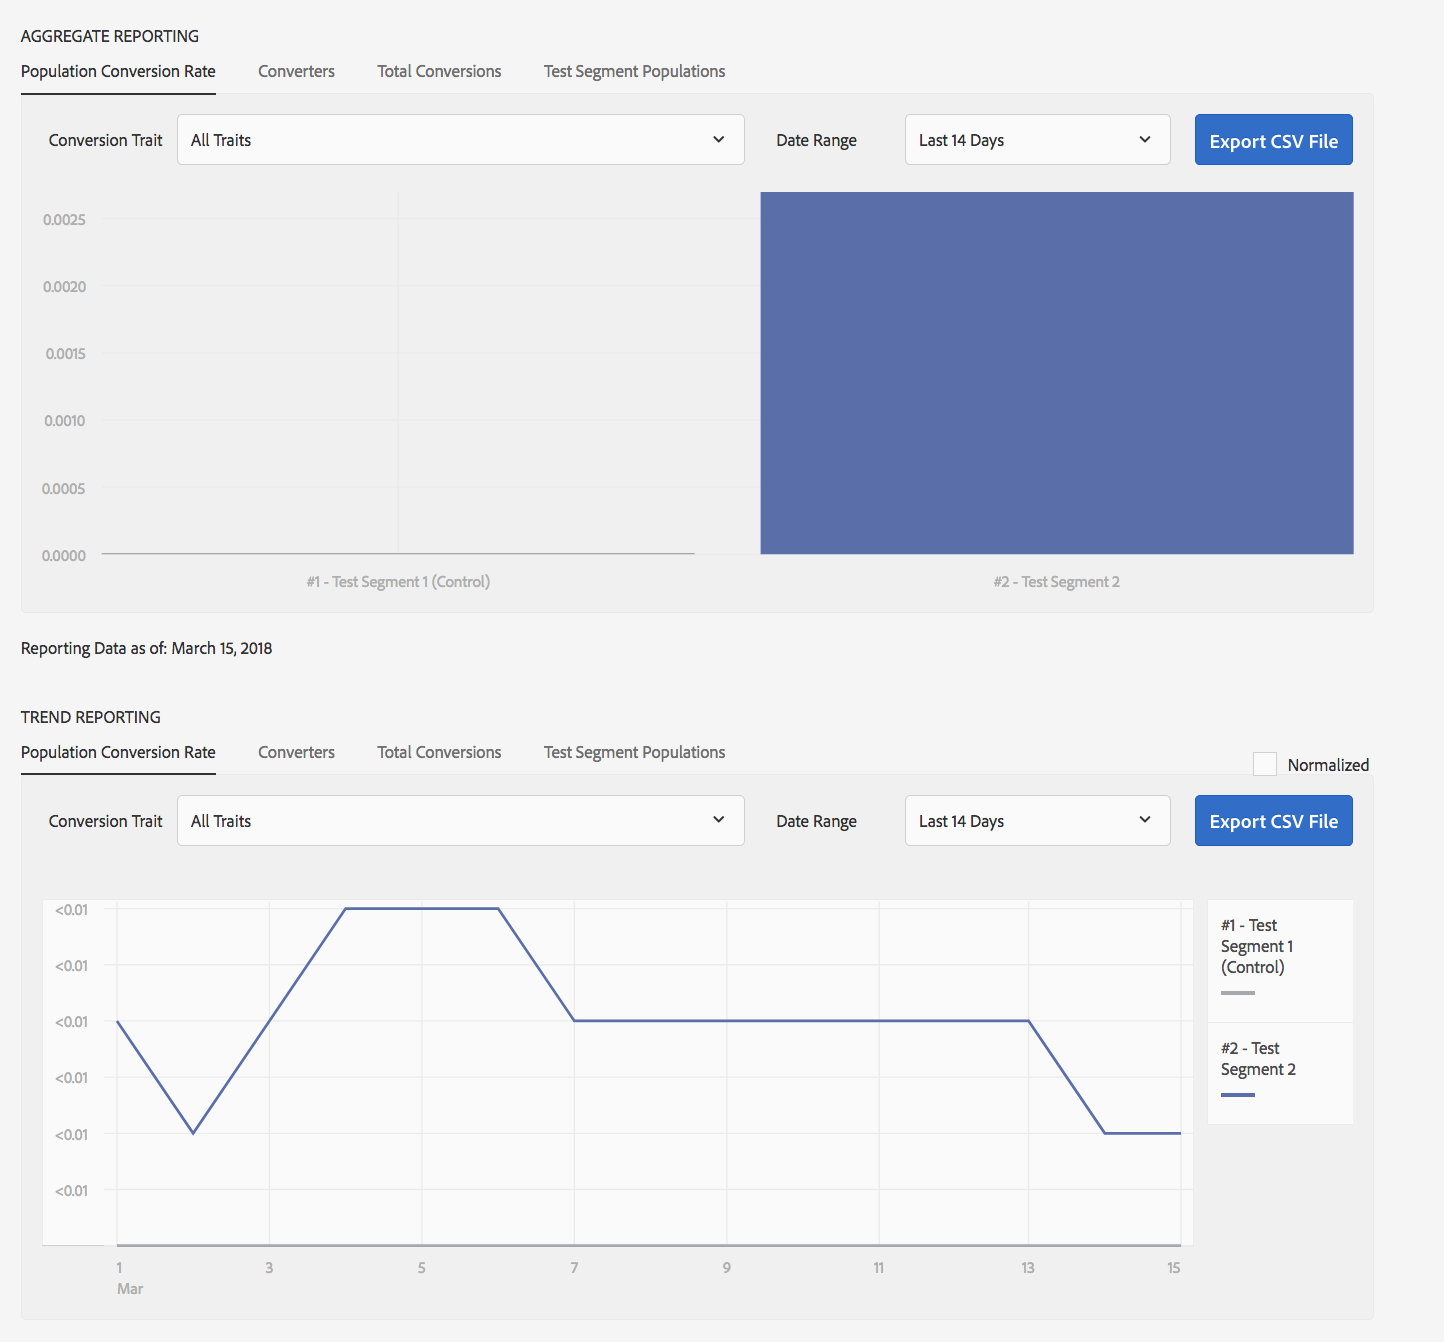 AGGREGATE REPORTING
Population Conversion Rate Converters Total Conversions Test Segment Populations
Conversion Trait All Traits Date Range Last 14 Days Export CSV File
0.0025
0.0020
0.0015
0.0010
0.0005
0.0000
#1 - Test Segment 1 (Control) #2 - Test Segment 2
Reporting Data as of: March 15, 2018
TREND REPORTING
Population Conversion Rate Converters Total Conversions Test Segment Populations
Normalized
Conversion Trait All Traits Date Range Last 14 Days Export CSV File
<0.01
<0.01
<0.01
<0.01
<0.01
<0.01
1 3 5 7 9 11 13 15
Mar
#1 - Test
Segment 1
(Control)
#2 - Test
Segment 2